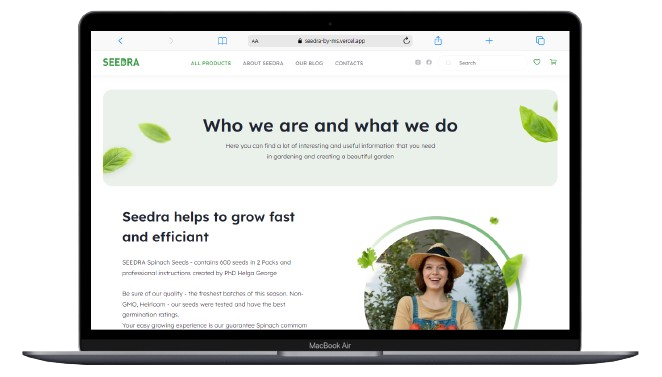 AA seedra-by-ms.vercel.app
SEEDRA ALL PRODUCTS ABOUT SEEDRA OUR BLOG CONTACTS Search
Who we are and what we do
Here you can find a lot of interesting and useful information that you need
in gardening and creating a beautiful garden
Seedra helps to grow fast
and efficiant
SEEDRA Spinach Seeds - contains 600 seeds in 2 Packs and
professional instructions created by PhD Helga George
Be sure of our quality - the freshest batches of this season. Non-
GMO, Heirloom - our seeds were tested and have the best
germination ratings.
Your easy growing experience is our guarantee Spinach common
MacBook Air